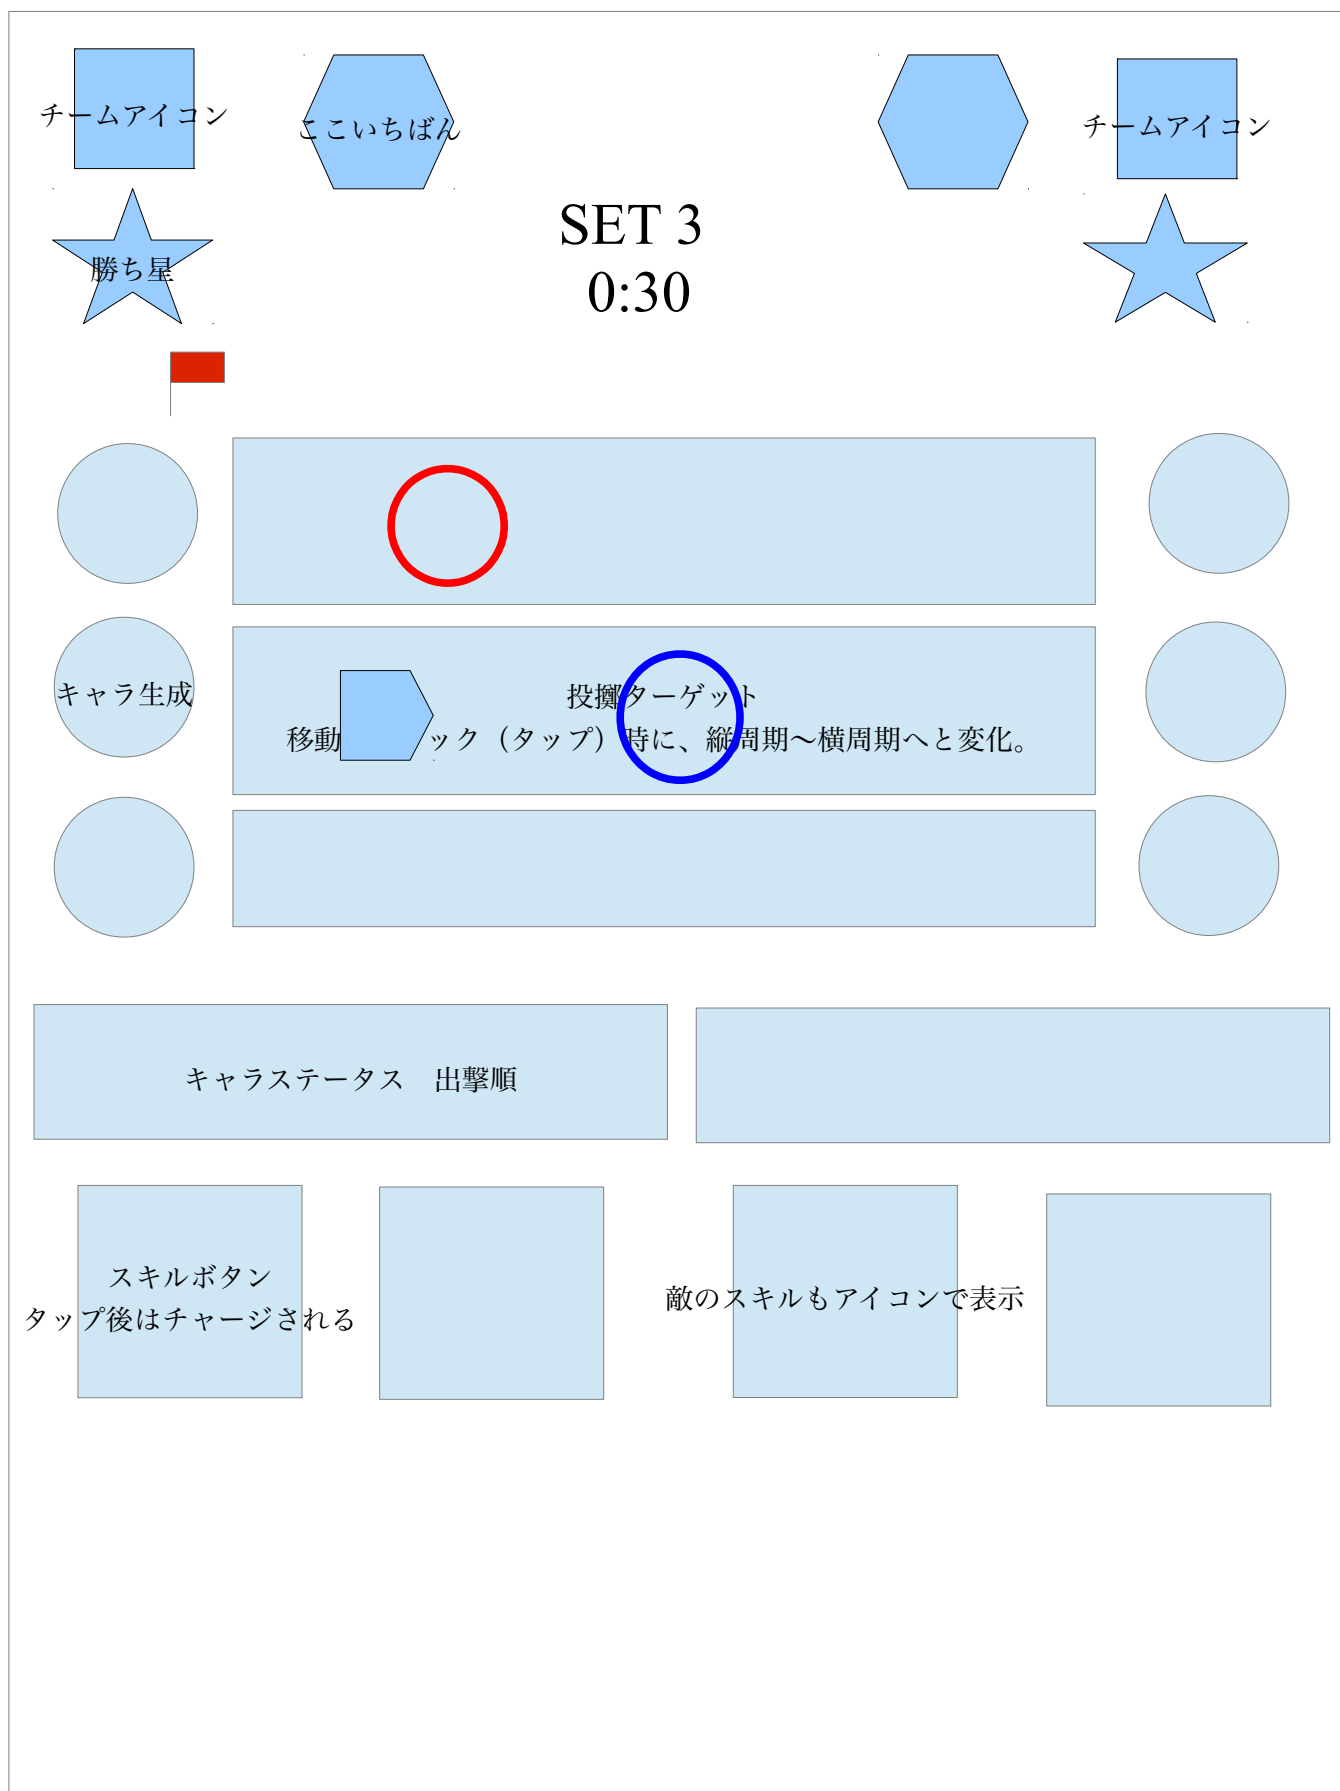 チームアイコン
ここいちばん
チームアイコン
SET 3
0:30
勝ち星
キャラ生成
投擲ターゲット
移動 ック（タップ）時に、縦周期～横周期へと変化。
キャラステータス　出撃順
スキルボタン
タップ後はチャージされる
敵のスキルもアイコンで表示